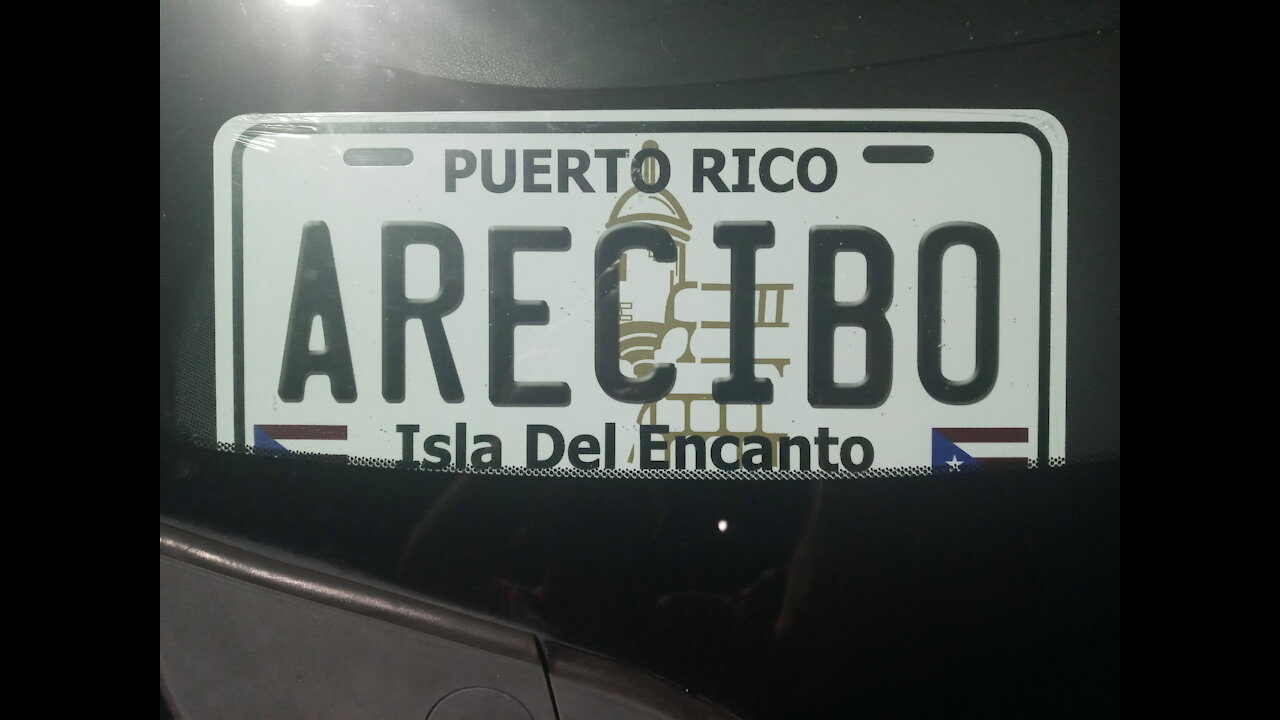 PUERTO RICO
ARECIBO
Isla Del Encanto